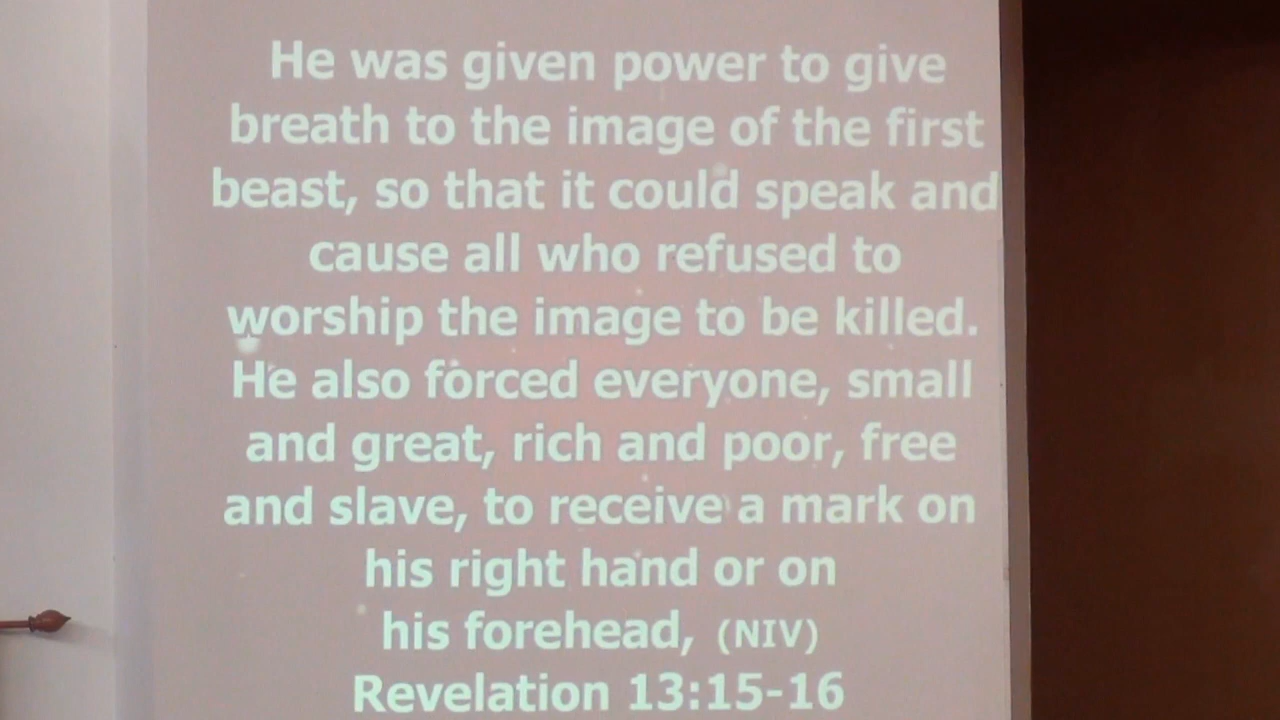 He was given power to give
breath to the image of the first
beast, so that it could speak and
cause all who refused to
worship the image to be killed.
He also forced everyone, small
and great, rich and poor, free
and slave, to receive a mark on
his right hand or on
his forehead, (NIV)
Revelation 13:15-16